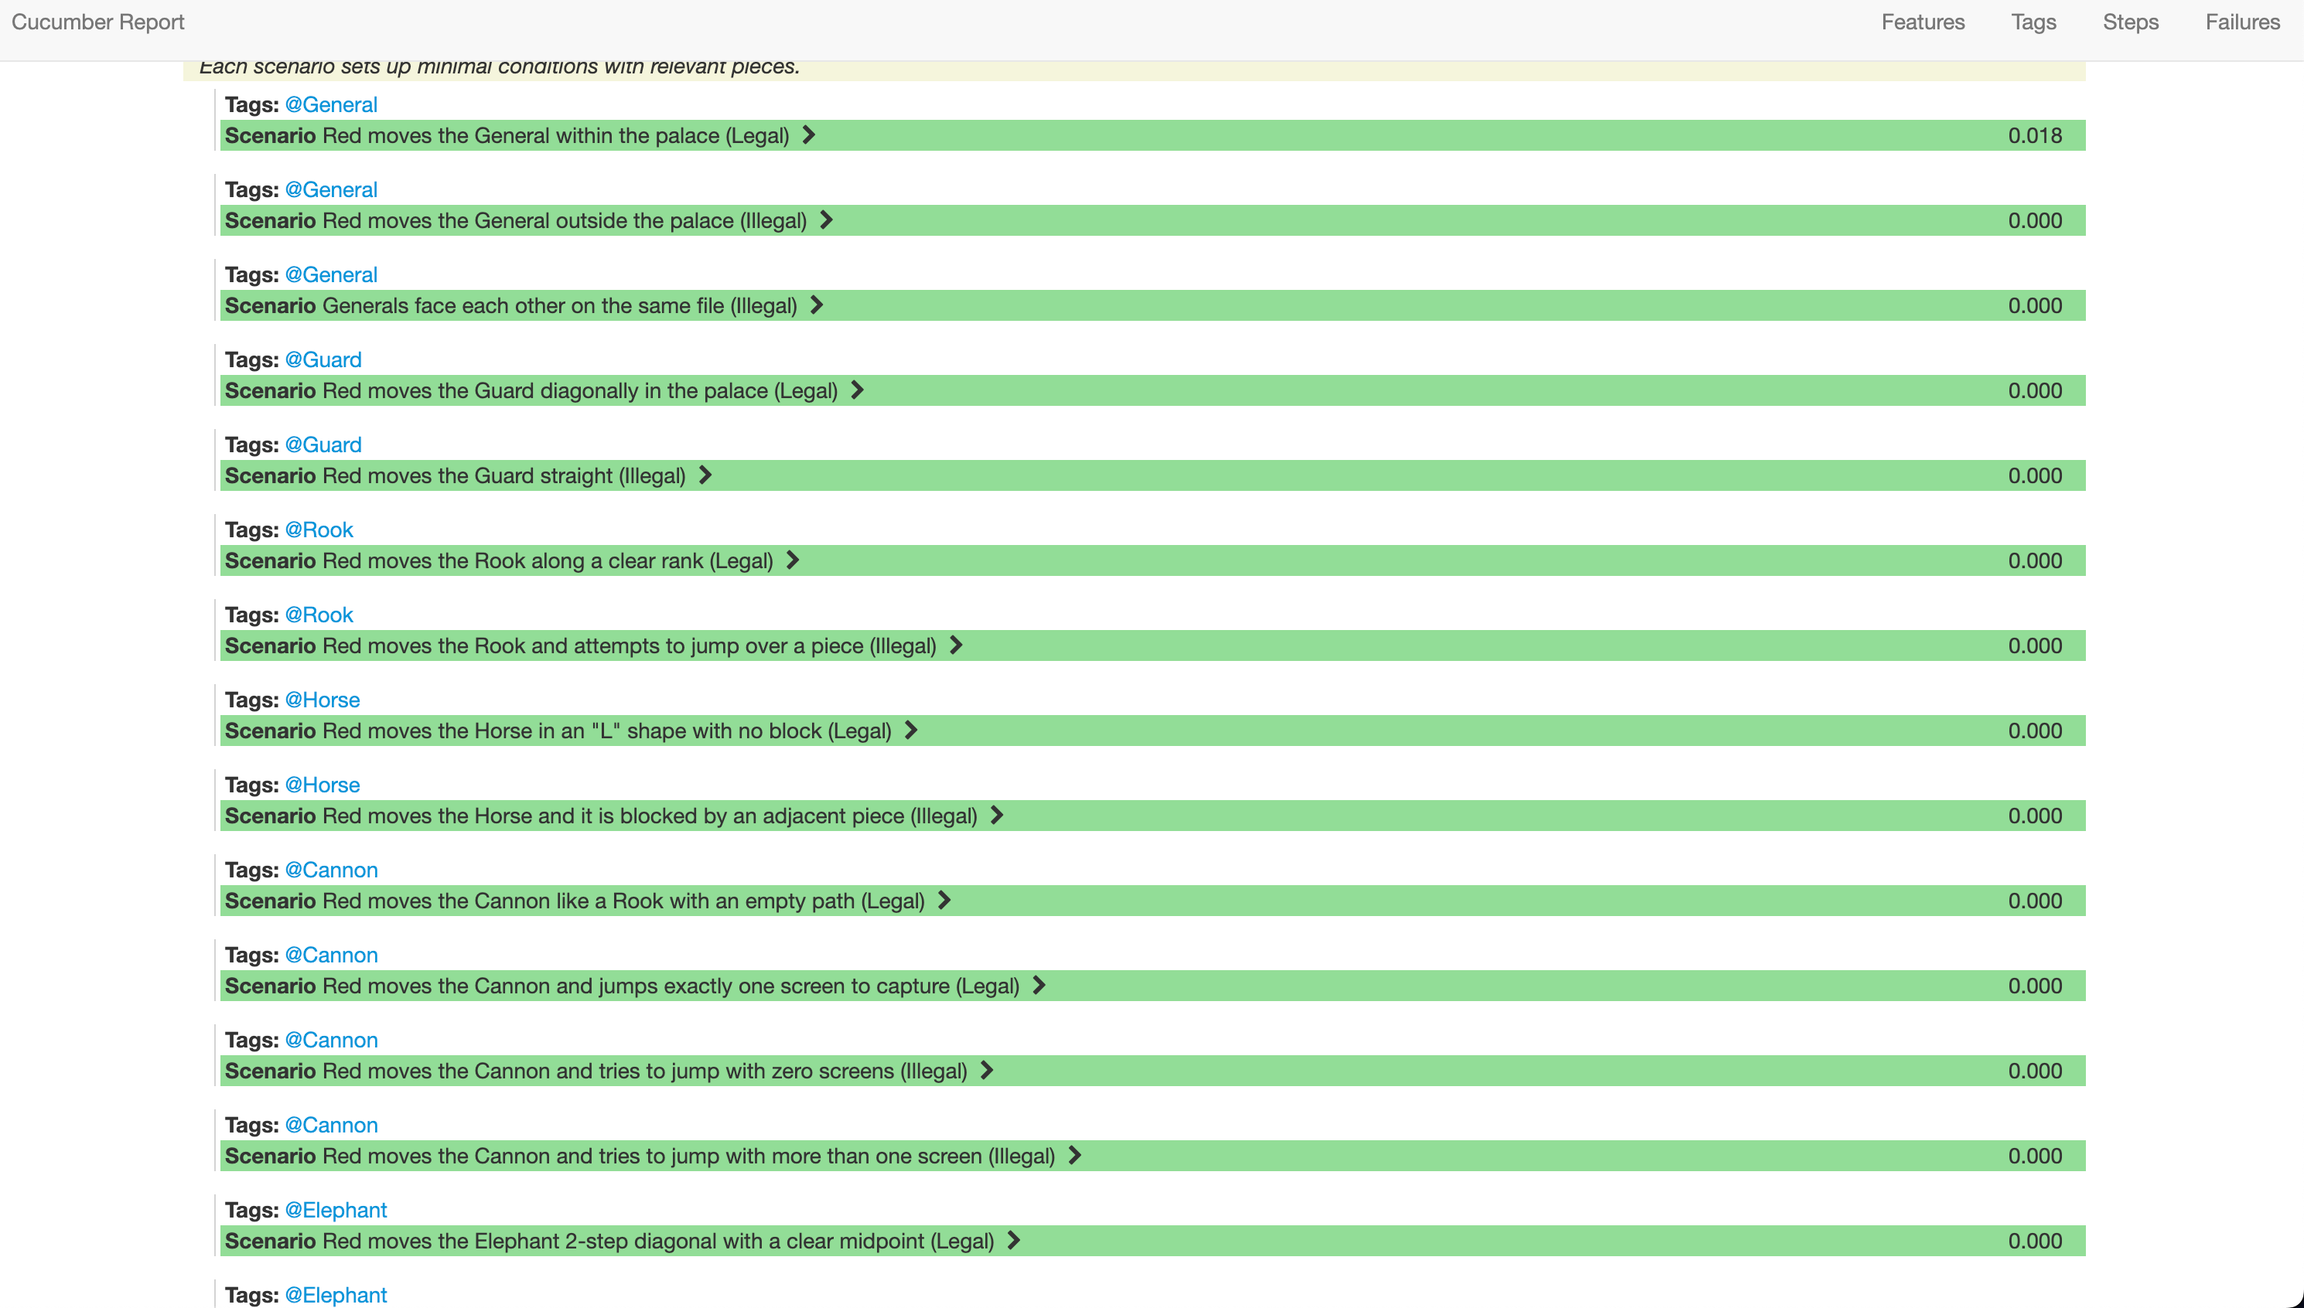 Cucumber Report Features Tags Steps Failures
Each scenario sets up minimal conditions with relevant pieces.
Tags: @General
Scenario Red moves the General within the palace (Legal) 0.018
Tags: @General
Scenario Red moves the General outside the palace (Illegal) 0.000
Tags: @General
Scenario Generals face each other on the same file (Illegal) 0.000
Tags: @Guard
Scenario Red moves the Guard diagonally in the palace (Legal) 0.000
Tags: @Guard
Scenario Red moves the Guard straight (Illegal) 0.000
Tags: @Rook
Scenario Red moves the Rook along a clear rank (Legal) 0.000
Tags: @Rook
Scenario Red moves the Rook and attempts to jump over a piece (Illegal) 0.000
Tags: @Horse
Scenario Red moves the Horse in an "L" shape with no block (Legal) 0.000
Tags: @Horse
Scenario Red moves the Horse and it is blocked by an adjacent piece (Illegal) 0.000
Tags: @Cannon
Scenario Red moves the Cannon like a Rook with an empty path (Legal) 0.000
Tags: @Cannon
Scenario Red moves the Cannon and jumps exactly one screen to capture (Legal) 0.000
Tags: @Cannon
Scenario Red moves the Cannon and tries to jump with zero screens (Illegal) 0.000
Tags: @Cannon
Scenario Red moves the Cannon and tries to jump with more than one screen (Illegal) 0.000
Tags: @Elephant
Scenario Red moves the Elephant 2-step diagonal with a clear midpoint (Legal) 0.000
Tags: @Elephant